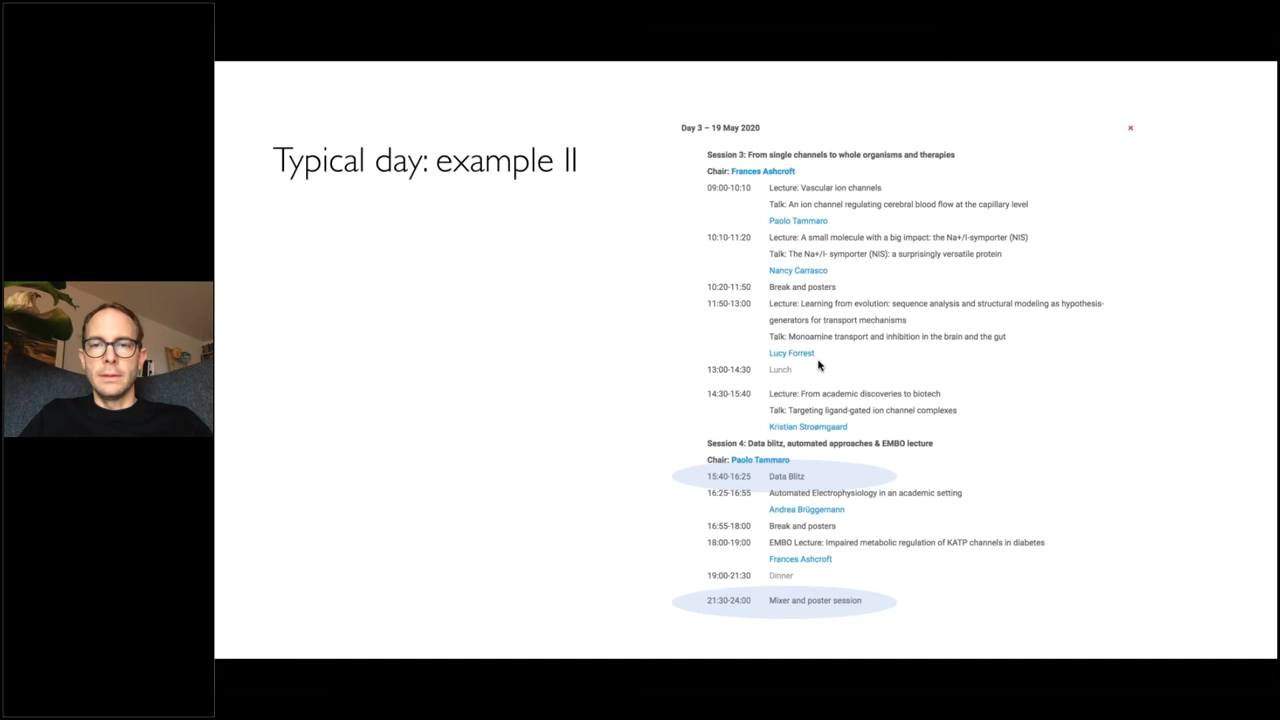 Typical day: example II
Day 3 – 19 May 2020
×
Session 3: From single channels to whole organisms and therapies
Chair: Frances Ashcroft
09:00-10:10 Lecture: Vascular ion channels
Talk: An ion channel regulating cerebral blood flow at the capillary level
Paolo Tammaro
10:10-11:20 Lecture: A small molecule with a big impact: the Na+/I-symporter (NIS)
Talk: The Na+/I- symporter (NIS): a surprisingly versatile protein
Nancy Carrasco
10:20-11:50 Break and posters
11:50-13:00 Lecture: Learning from evolution: sequence analysis and structural modeling as hypothesis-
generators for transport mechanisms
Talk: Monoamine transport and inhibition in the brain and the gut
Lucy Forrest
13:00-14:30 Lunch
14:30-15:40 Lecture: From academic discoveries to biotech
Talk: Targeting ligand-gated ion channel complexes
Kristian Stroømgaard
Session 4: Data blitz, automated approaches & EMBO lecture
Chair: Paolo Tammaro
15:40-16:25 Data Blitz
16:25-16:55 Automated Electrophysiology in an academic setting
Andrea Brüggemann
16:55-18:00 Break and posters
18:00-19:00 EMBO Lecture: Impaired metabolic regulation of KATP channels in diabetes
Frances Ashcroft
19:00-21:30 Dinner
21:30-24:00 Mixer and poster session